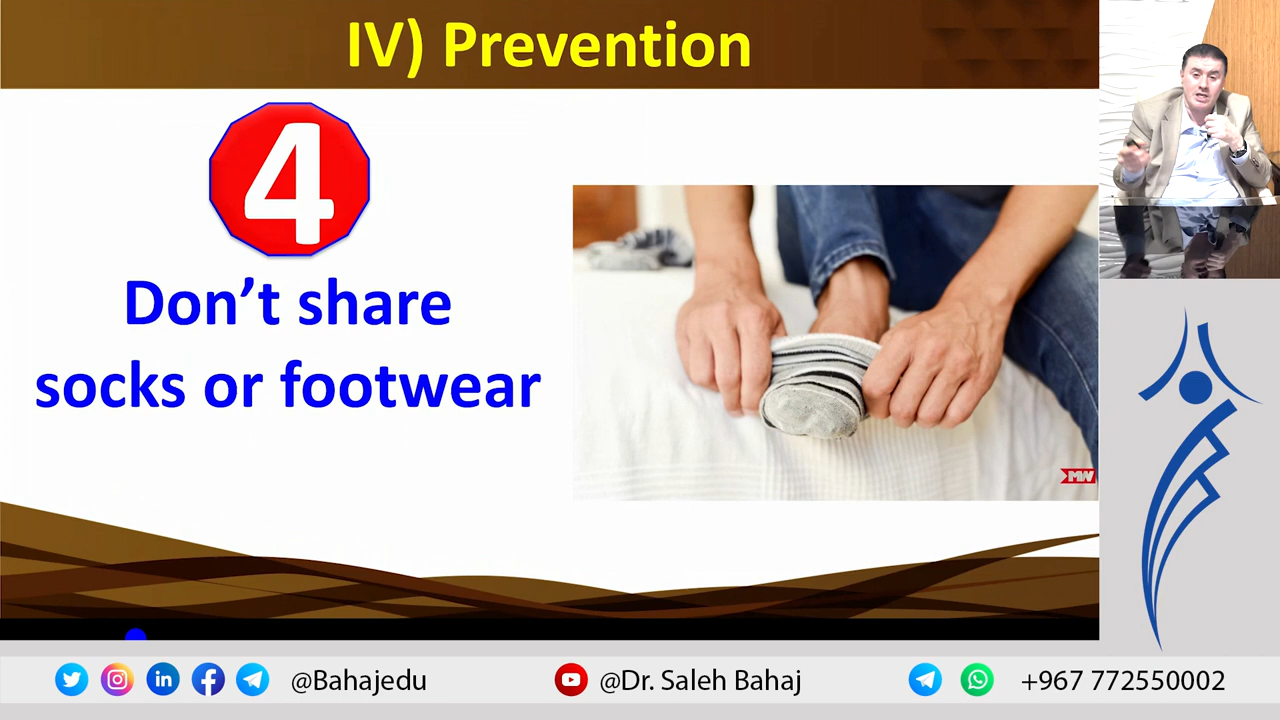 IV) Prevention
4
Don’t share
socks or footwear
MW
@Bahajedu
@Dr. Saleh Bahaj
+967 772550002